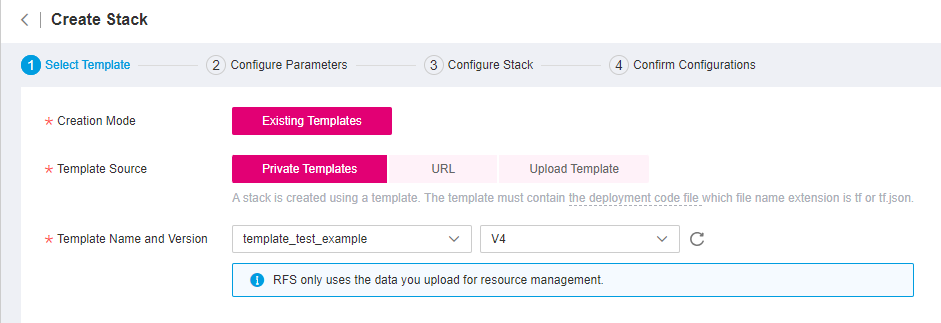 Create Stack
1 Select Template 2 Configure Parameters 3 Configure Stack 4 Confirm Configurations
* Creation Mode Existing Templates
* Template Source Private Templates URL Upload Template
A stack is created using a template. The template must contain the deployment code file which file name extension is tf or tf.json.
* Template Name and Version template_test_example V4
RFS only uses the data you upload for resource management.